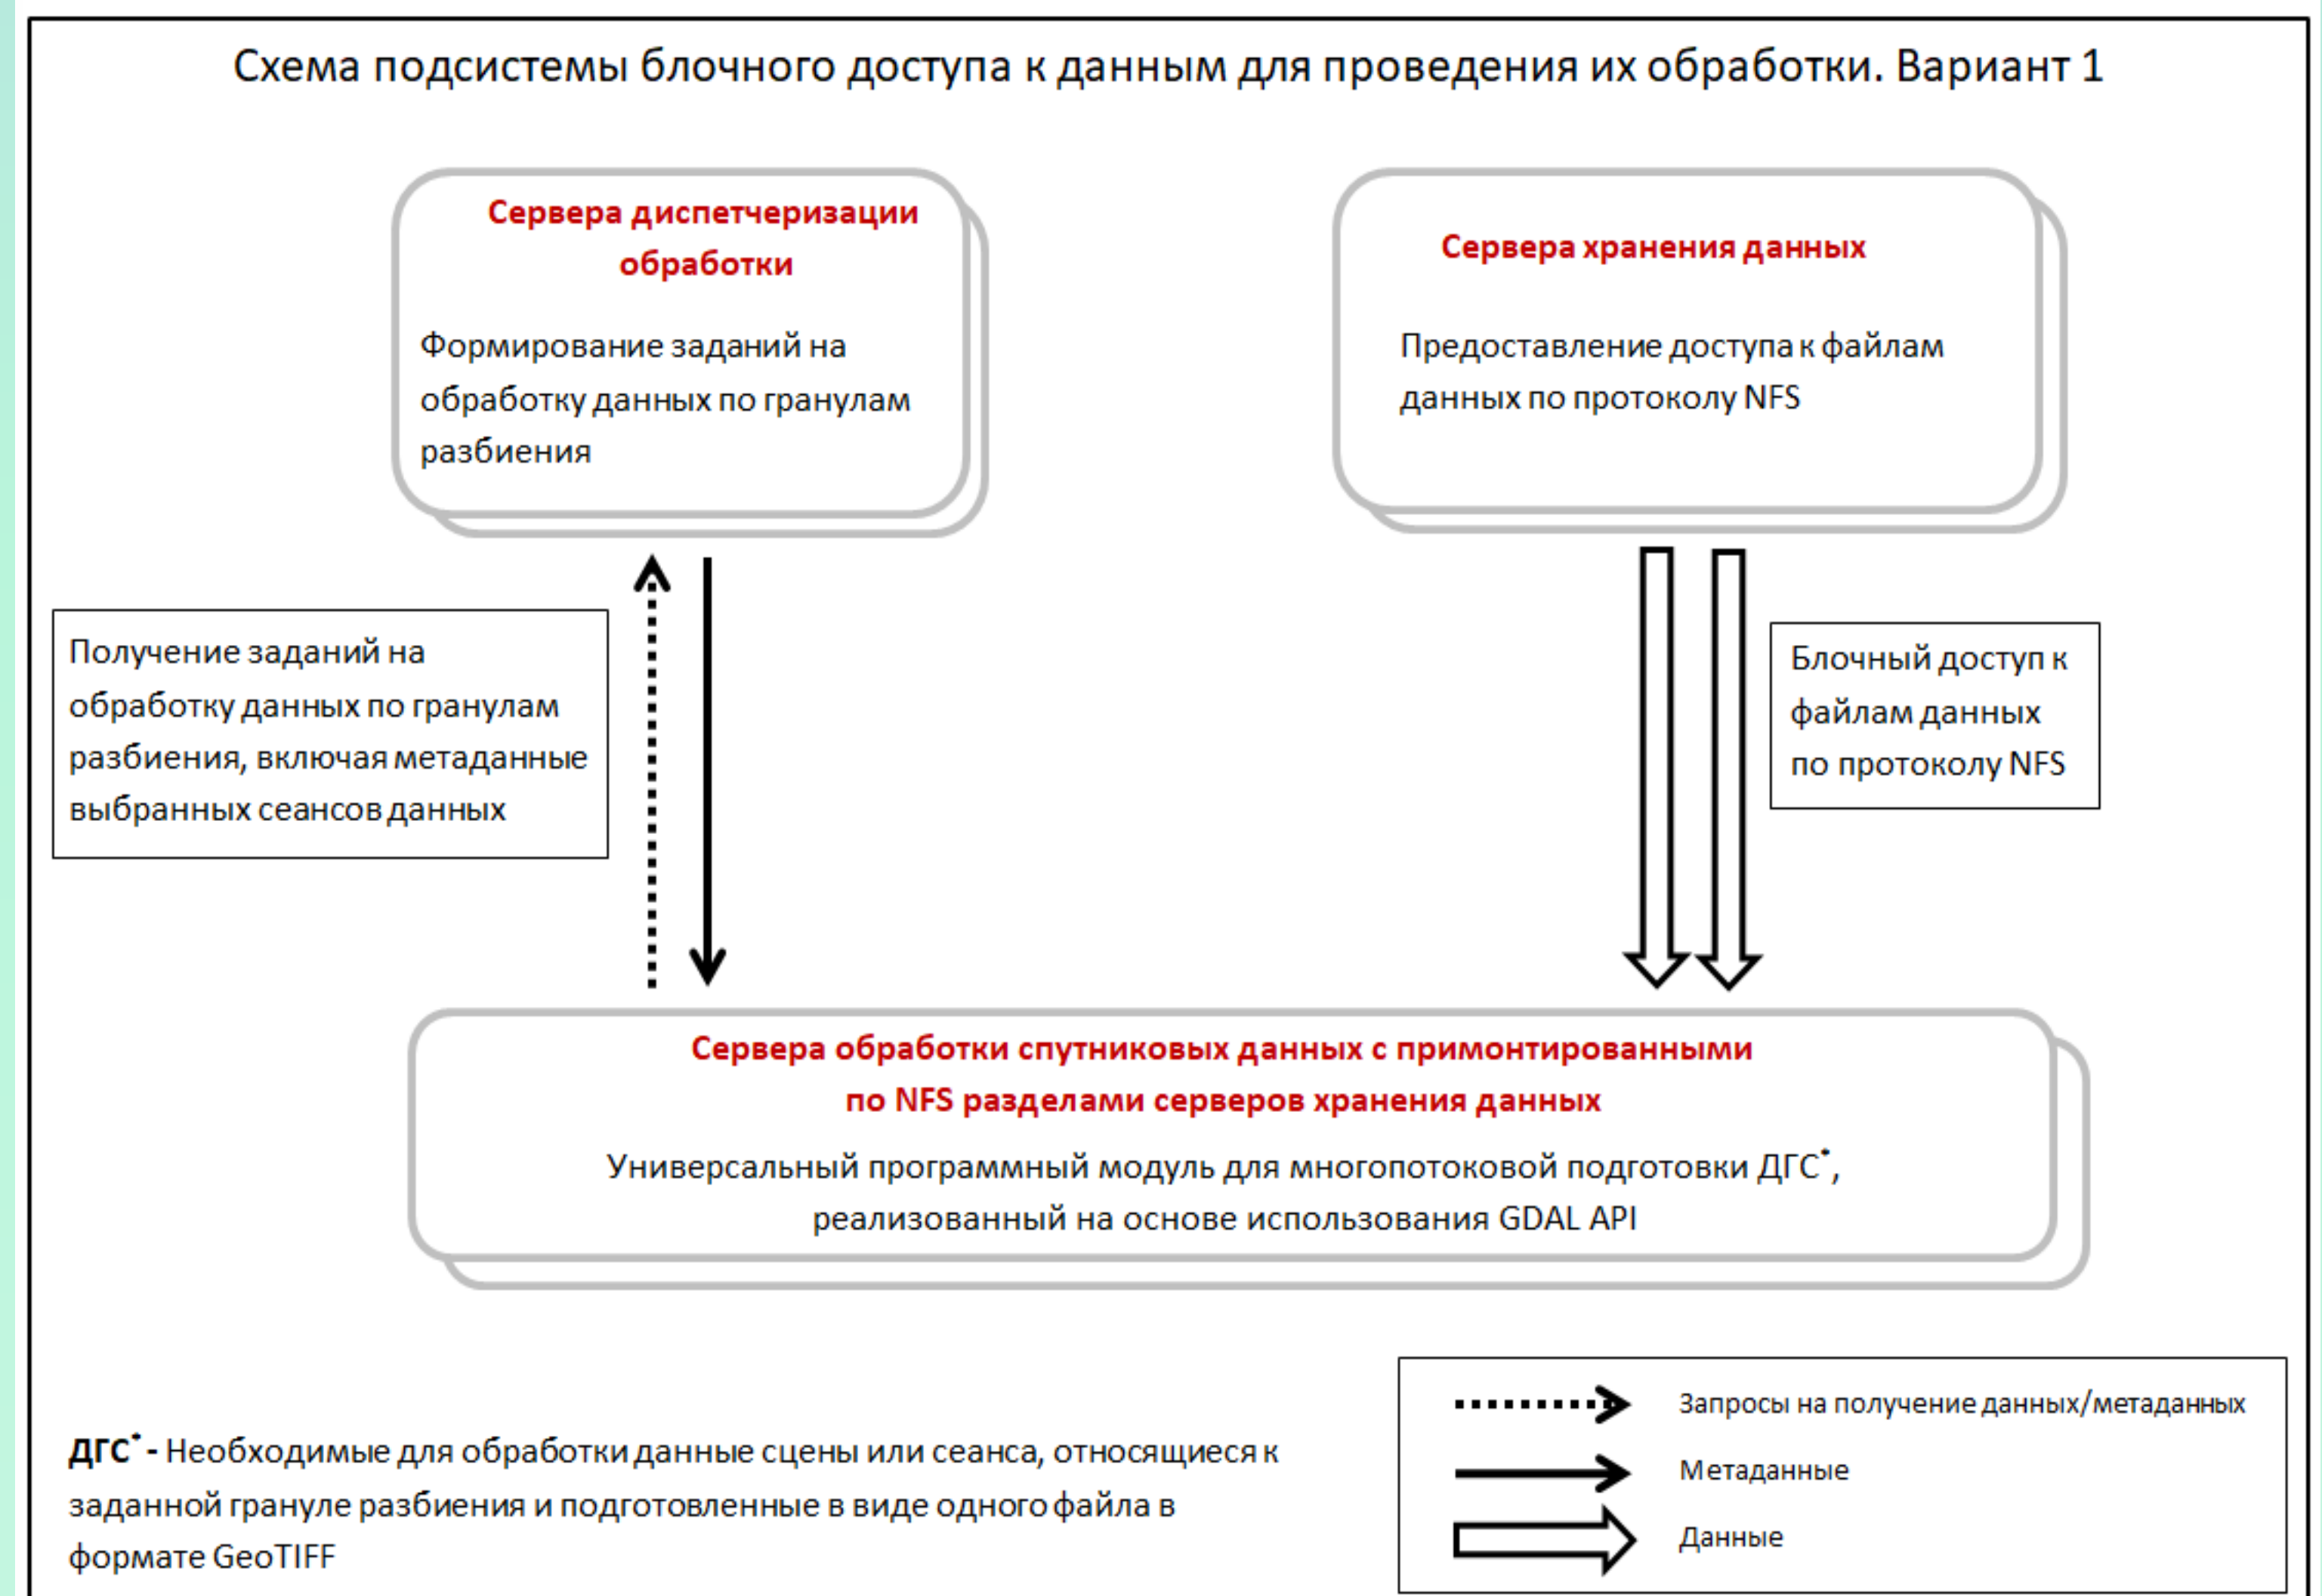 Схема подсистемы блочного доступа к данным для проведения их обработки. Вариант 1
Сервера диспетчеризации
обработки
Формирование заданий на
обработку данных по гранулам
разбиения
Сервера хранения данных
Предоставление доступа к файлам
данных по протоколу NFS
Получение заданий на
обработку данных по гранулам
разбиения, включая метаданные
выбранных сеансов данных
Блочный доступ к
файлам данных
по протоколу NFS
Сервера обработки спутниковых данных с примонтированными
по NFS разделами серверов хранения данных
Универсальный программный модуль для многопотоковой подготовки ДГС*,
реализованный на основе использования GDAL API
ДГС* - Необходимые для обработки данные сцены или сеанса, относящиеся к
заданной грануле разбиения и подготовленные в виде одного файла в
формате GeoTIFF
Запросы на получение данных/метаданных
Метаданные
Данные